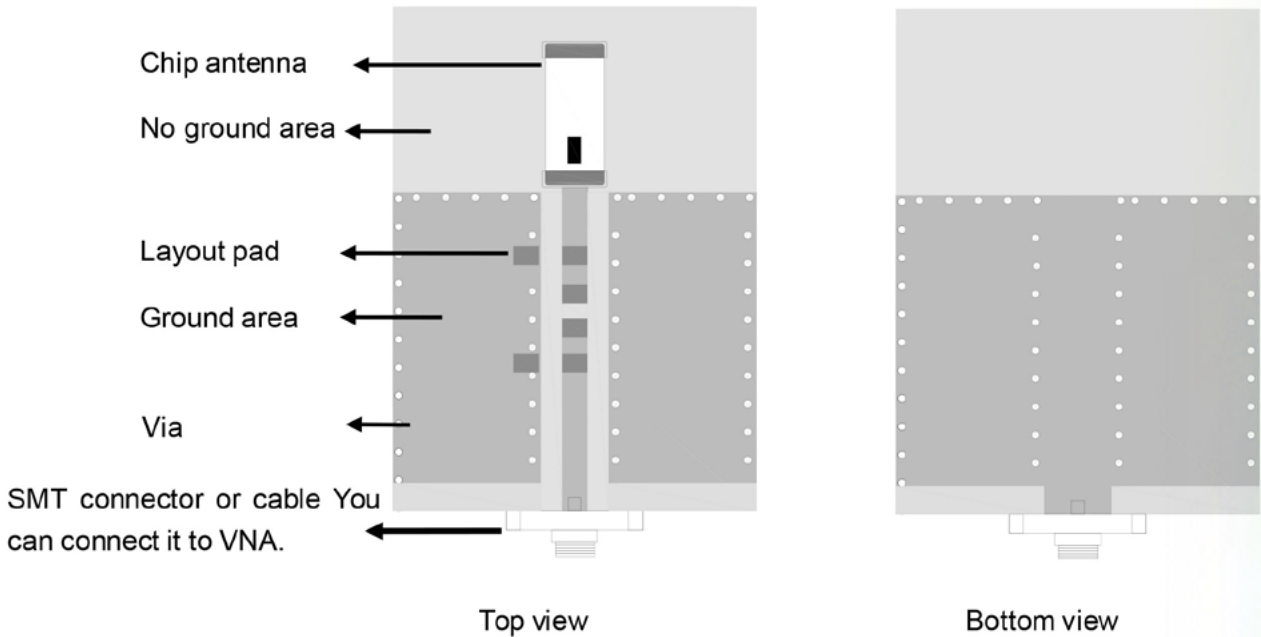 Chip antenna
No ground area
Layout pad
Ground area
Via
SMT connector or cable You
can connect it to VNA.
Top view
Bottom view